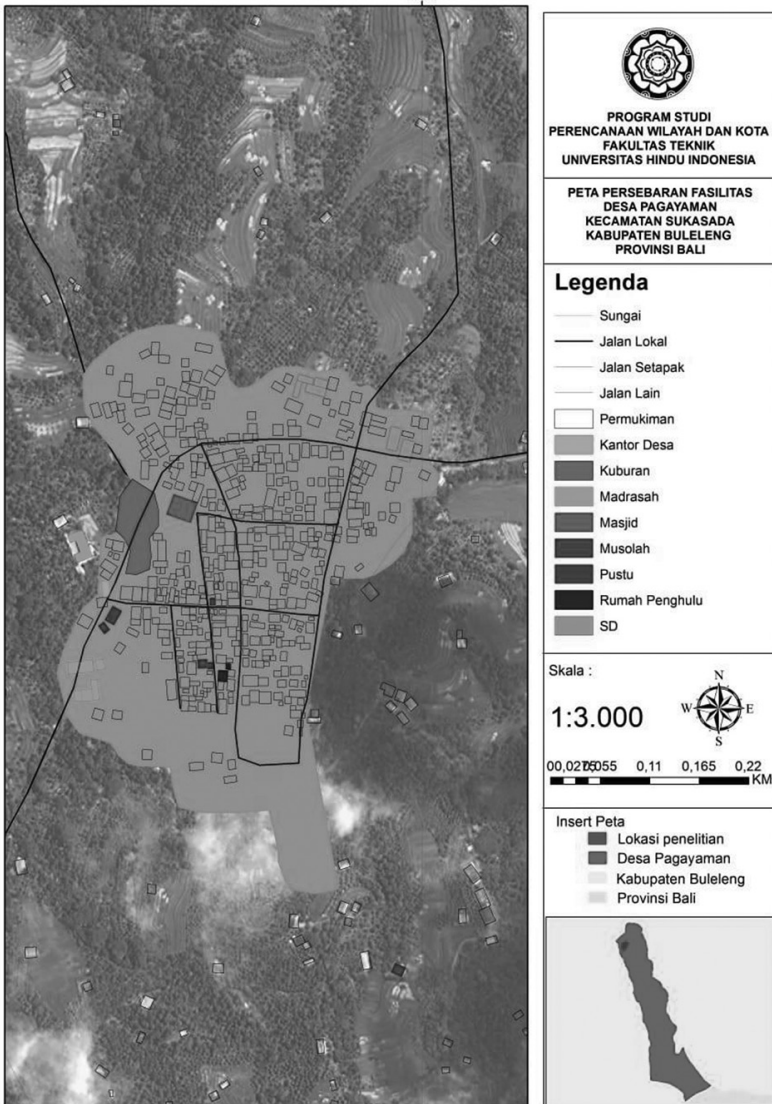 PROGRAM STUDI
PERENCANAAN WILAYAH DAN KOTA
FAKULTAS TEKNIK
UNIVERSITAS HINDU INDONESIA
PETA PERSEBARAN FASILITAS
DESA PAGAYAMAN
KECAMATAN SUKASADA
KABUPATEN BULELENG
PROVINSI BALI
Legenda
Sungai
Jalan Lokal
Jalan Setapak
Jalan Lain
Permukiman
Kantor Desa
Kuburan
Madrasah
Masjid
Musolah
Pustu
Rumah Penghulu
SD
Skala :
1:3.000
N
W E
S
0,11 0,165 0,22
KM
Insert Peta
Lokasi penelitian
Desa Pagayaman
Kabupaten Buleleng
Provinsi Bali